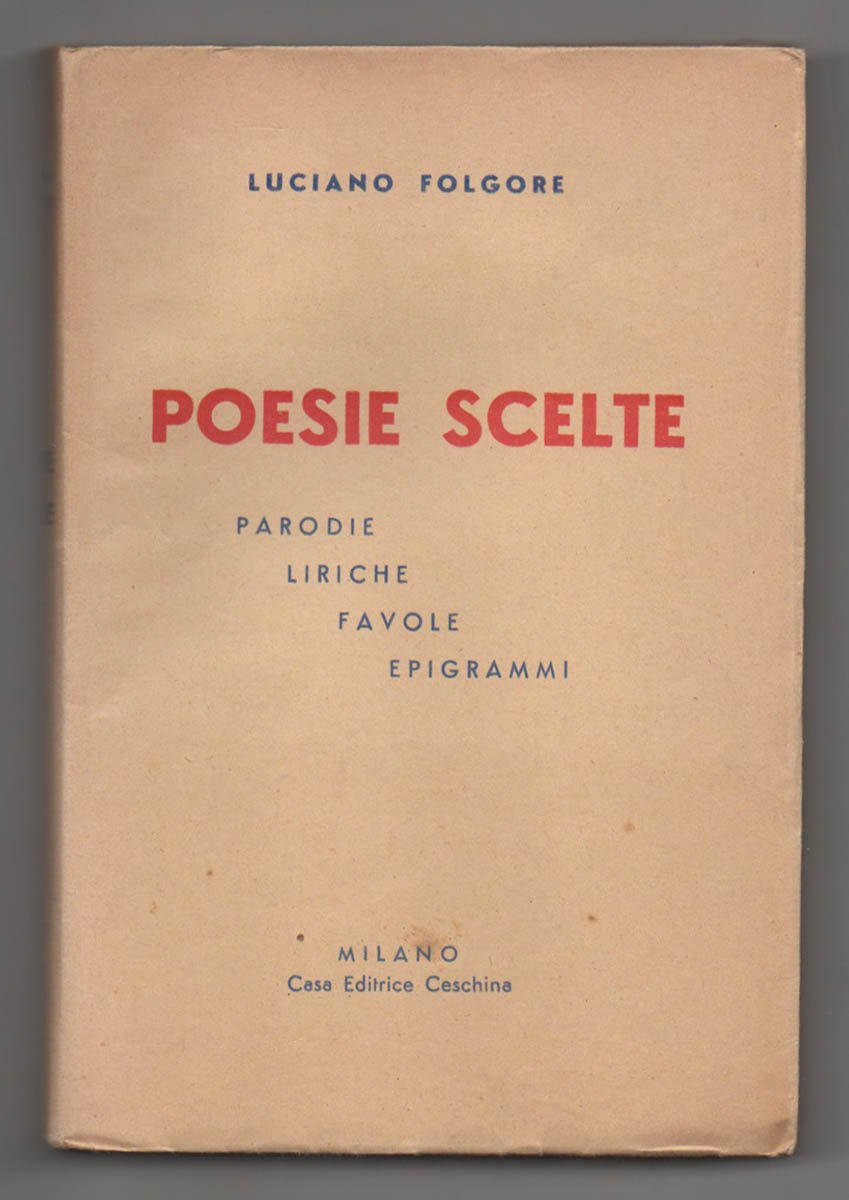 LUCIANO FOLGORE
POESIE SCELTE
PARODIE
LIRICHE
FAVOLE
EPIGRAMMI
MILANO
Casa Editrice Ceschina